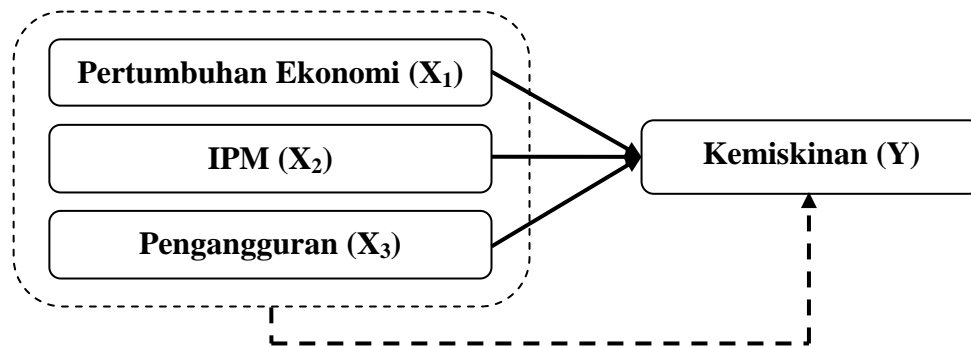 Pertumbuhan Ekonomi (X₁)
IPM (X₂)
Kemiskinan (Y)
Pengangguran (X₃)